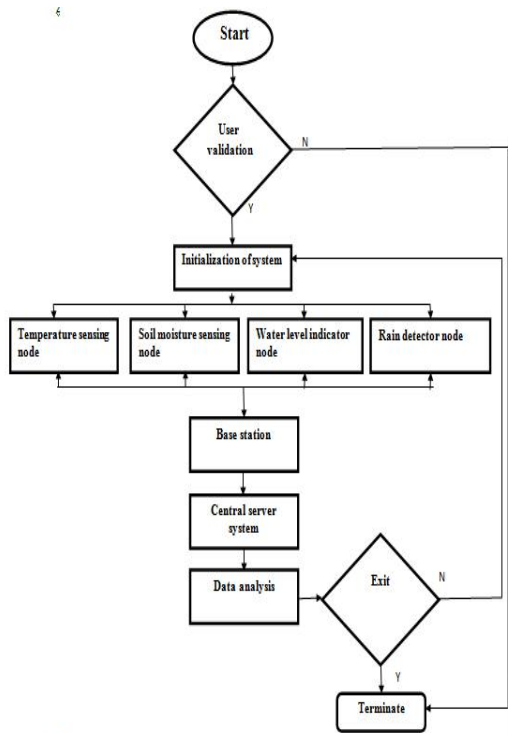 Start
User
validation
N
Y
Initialization of system
Temperature sensing
node
Soil moisture sensing
node
Water level indicator
node
Rain detector node
Base station
Central server
system
Data analysis
Exit
N
Y
Terminate